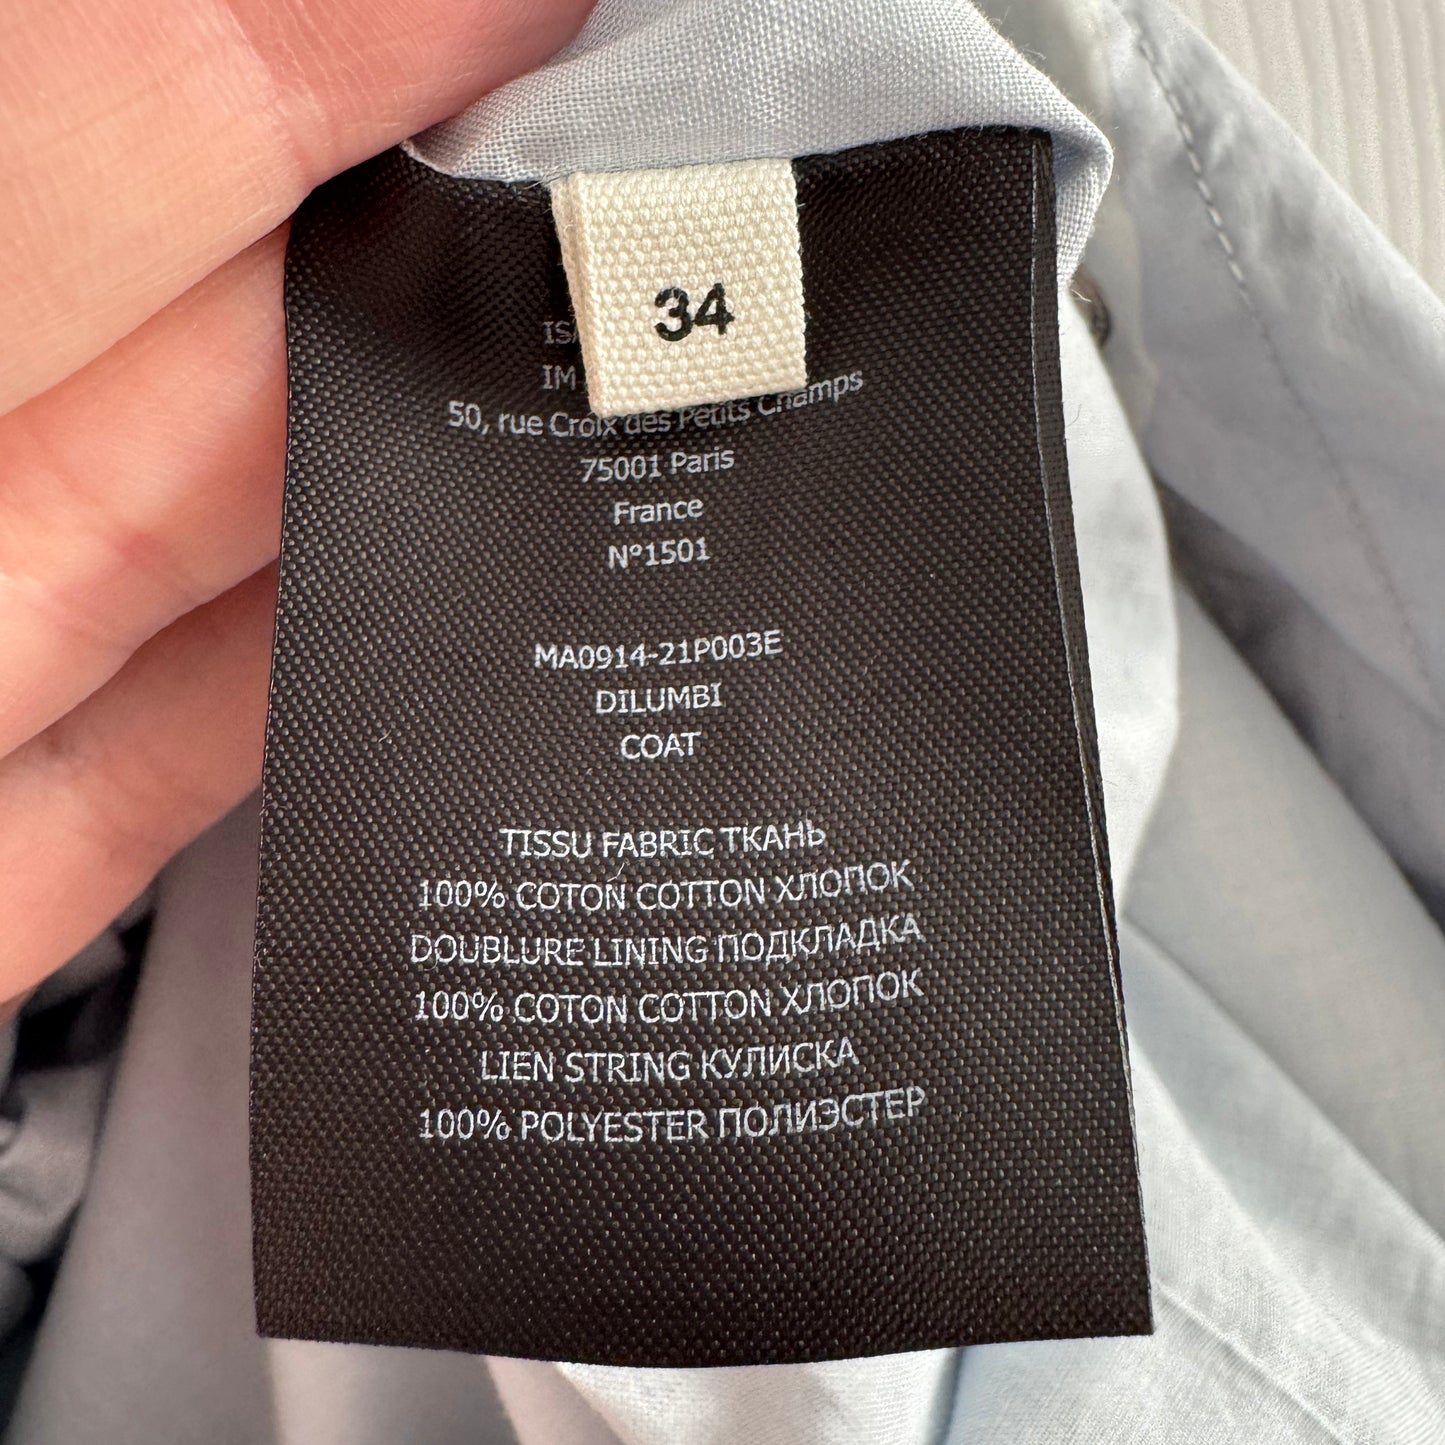 34
50, rue Croix des Petits Champs
75001 Paris
France
Nº1501
MA0914-21P003E
DILUMBI
COAT
TISSU FABRIC ТКАНЬ
100% COTON COTTON ХЛОПОК
DOUBLURE LINING ПОДКЛАДКА
100% COTON COTTON ХЛОПОК
LIEN STRING КУЛИСКА
100% POLYESTER ПОЛИЭСТЕР